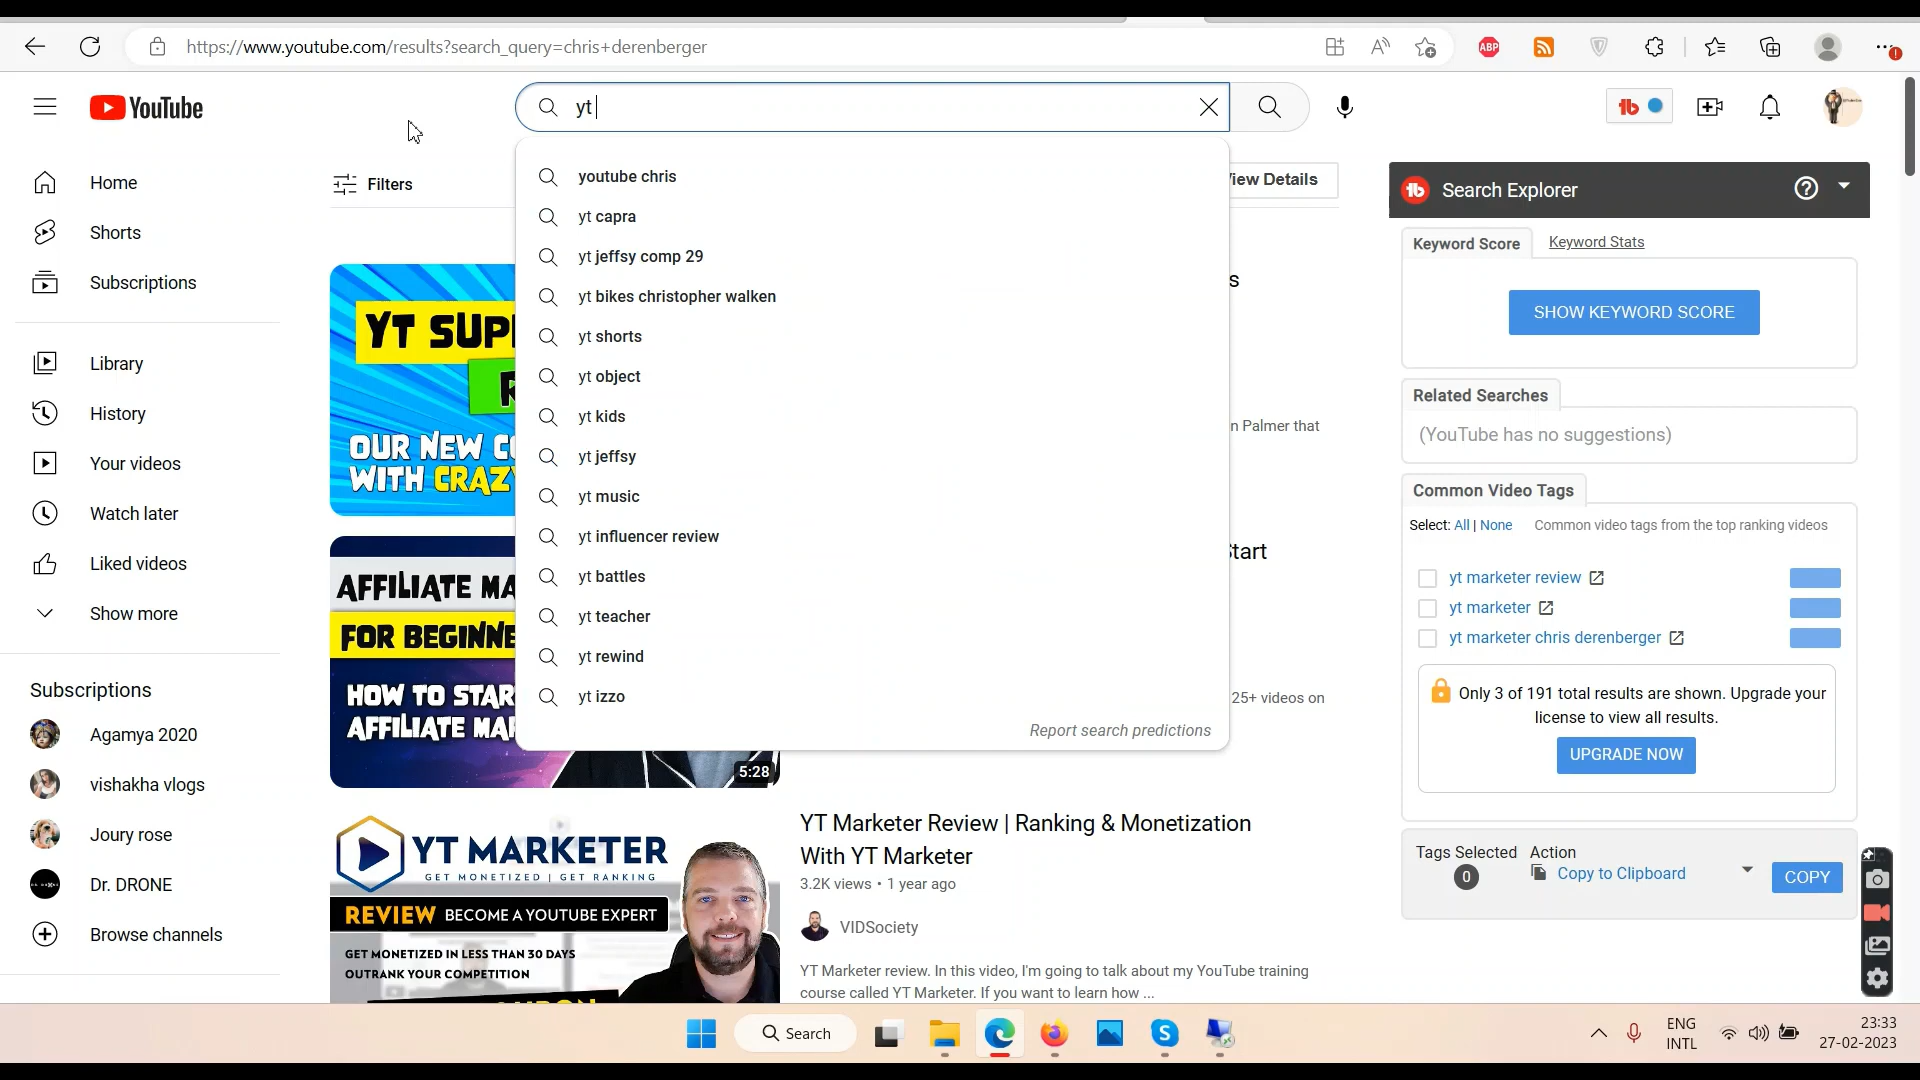 https://www.youtube.com/results?search_query=chris+derenberger
ABP
YouTube
yt
Home
Shorts
Subscriptions
Library
History
Your videos
Watch later
Liked videos
Show more
Subscriptions
Agamya 2020
vishakha vlogs
Joury rose
Dr. DRONE
Browse channels
Filters
View Details
youtube chris
yt capra
yt jeffsy comp 29
yt bikes christopher walken
yt shorts
yt object
yt kids
yt jeffsy
yt music
yt influencer review
yt battles
yt teacher
yt rewind
yt izzo
Report search predictions
YT
OUR NEW
WITH
AFFILIATE
FOR
HOW TO
AFFILIATE
5:28
n Palmer that
25+ videos on
YT MARKETER
GET MONETIZED | GET RANKING
REVIEW BECOME A YOUTUBE EXPERT
GET MONETIZED IN LESS THAN 30 DAYS
OUTRANK YOUR COMPETITION
YT Marketer Review | Ranking & Monetization
With YT Marketer
3.2K views • 1 year ago
VIDSociety
YT Marketer review. In this video, I'm going to talk about my YouTube training
course called YT Marketer. If you want to learn how ...
Search Explorer
Keyword Score
Keyword Stats
SHOW KEYWORD SCORE
Related Searches
(YouTube has no suggestions)
Common Video Tags
Select: All | None
Common video tags from the top ranking videos
yt marketer review
yt marketer
yt marketer chris derenberger
Only 3 of 191 total results are shown. Upgrade your
license to view all results.
UPGRADE NOW
Tags Selected
0
Action
Copy to Clipboard
COPY
Search
ENG
INTL
23:33
27-02-2023